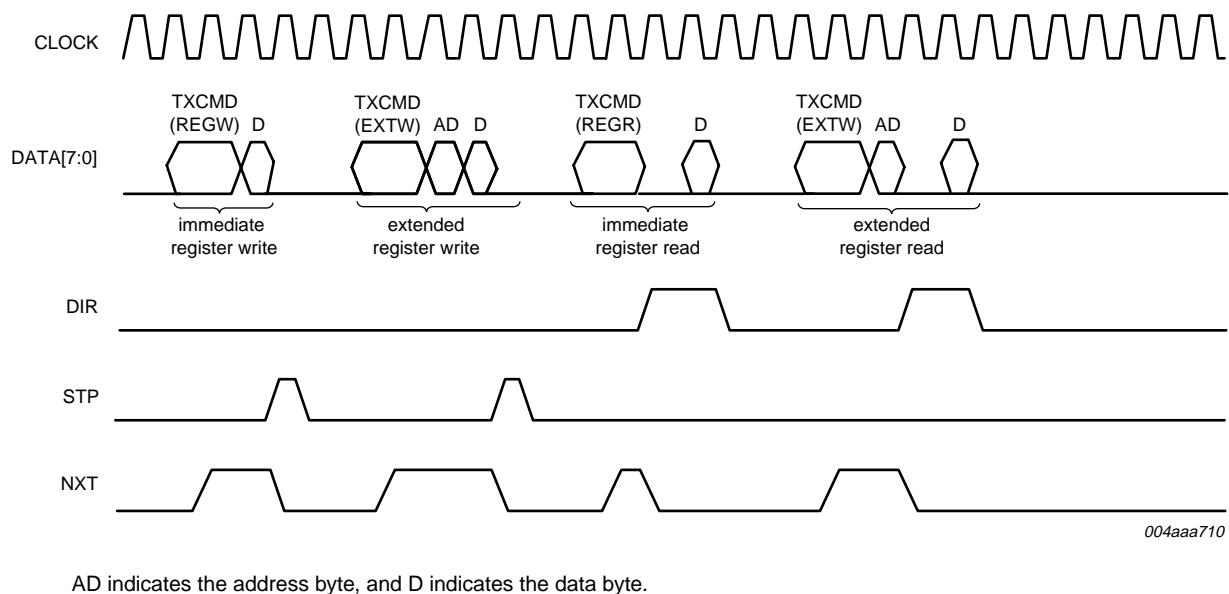 CLOCK
TXCMD
(REGW) D
TXCMD
(EXTW) AD D
TXCMD
(REGR) D
TXCMD
(EXTW) AD D
DATA[7:0]
immediate
register write
extended
register write
immediate
register read
extended
register read
DIR
STP
NXT
004aaa710
AD indicates the address byte, and D indicates the data byte.